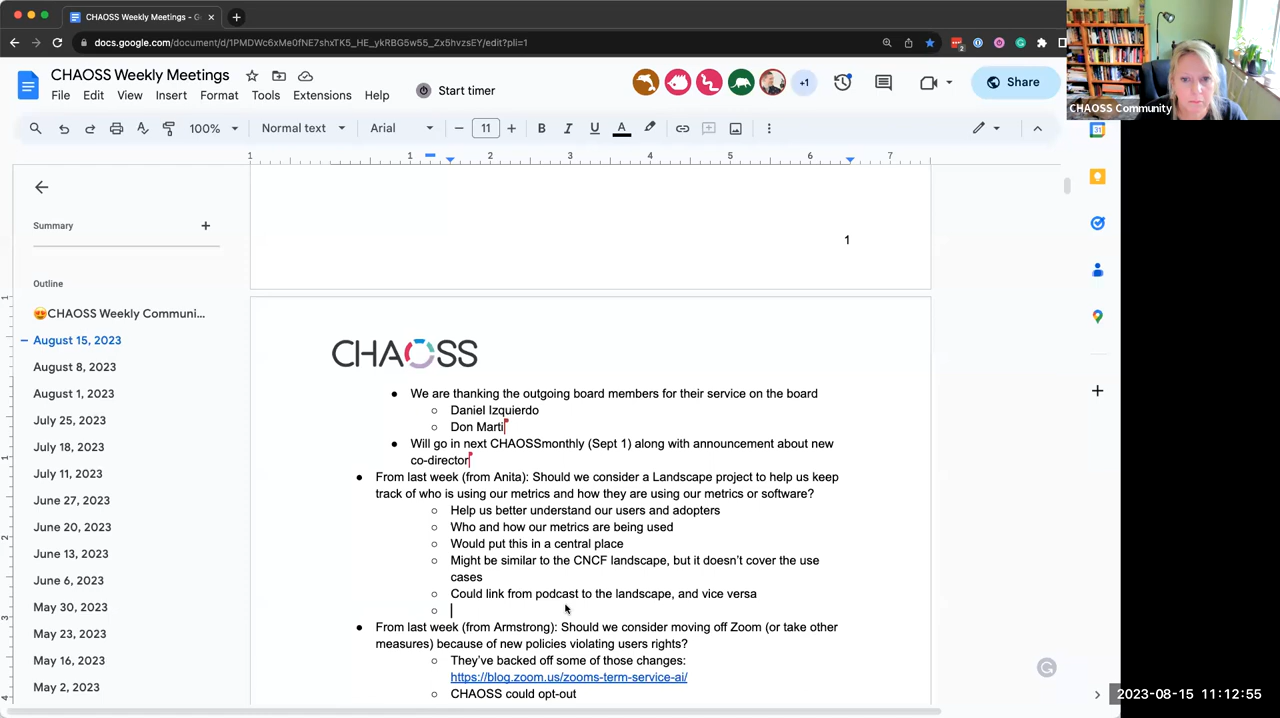 CHAOSS Weekly Meetings - G
docs.google.com/document/d/1PMDWc6xMe0fNE7shxTK5_HE_ykRBG5w55_Zx5hvzsEY/edit?pli=1
CHAOSS Weekly Meetings
File Edit View Insert Format Tools Extensions Help
Start timer
+1
Share
CHAOSS Community
100% Normal text Arial 11 B I U A
1 1 2 3 4 5 6 7
Summary
Outline
😍CHAOSS Weekly Communi...
August 15, 2023
August 8, 2023
August 1, 2023
July 25, 2023
July 18, 2023
July 11, 2023
June 27, 2023
June 20, 2023
June 13, 2023
June 6, 2023
May 30, 2023
May 23, 2023
May 16, 2023
May 2, 2023
1
CHAOSS
● We are thanking the outgoing board members for their service on the board
○ Daniel Izquierdo
○ Don Marti
● Will go in next CHAOSSmonthly (Sept 1) along with announcement about new
co-director
● From last week (from Anita): Should we consider a Landscape project to help us keep
track of who is using our metrics and how they are using our metrics or software?
○ Help us better understand our users and adopters
○ Who and how our metrics are being used
○ Would put this in a central place
○ Might be similar to the CNCF landscape, but it doesn't cover the use
cases
○ Could link from podcast to the landscape, and vice versa
○
● From last week (from Armstrong): Should we consider moving off Zoom (or take other
measures) because of new policies violating users rights?
○ They've backed off some of those changes:
https://blog.zoom.us/zooms-term-service-ai/
○ CHAOSS could opt-out
31
2023-08-15 11:12:55